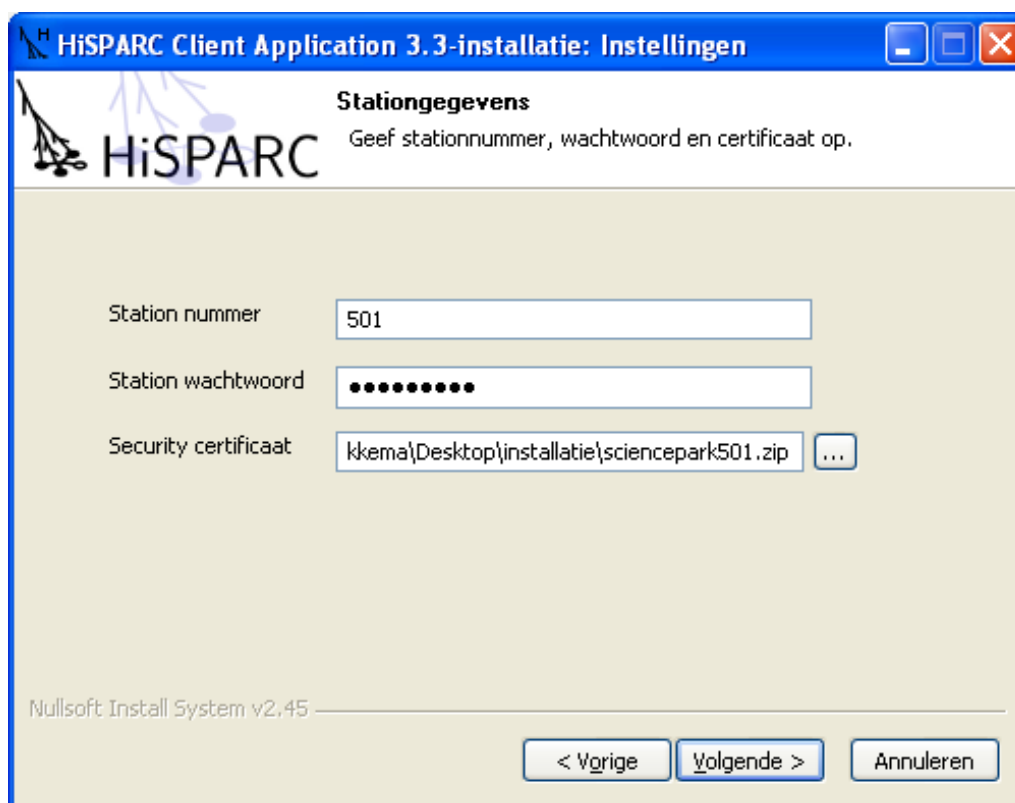 HiSPARC Client Application 3.3-installatie: Instellingen
HiSPARC
Stationgegevens
Geef stationnummer, wachtwoord en certificaat op.
Station nummer
501
Station wachtwoord
•••••••••
Security certificaat
kkema\Desktop\installatie\sciencepark501.zip
...
Nullsoft Install System v2.45
< Vorige
Volgende >
Annuleren